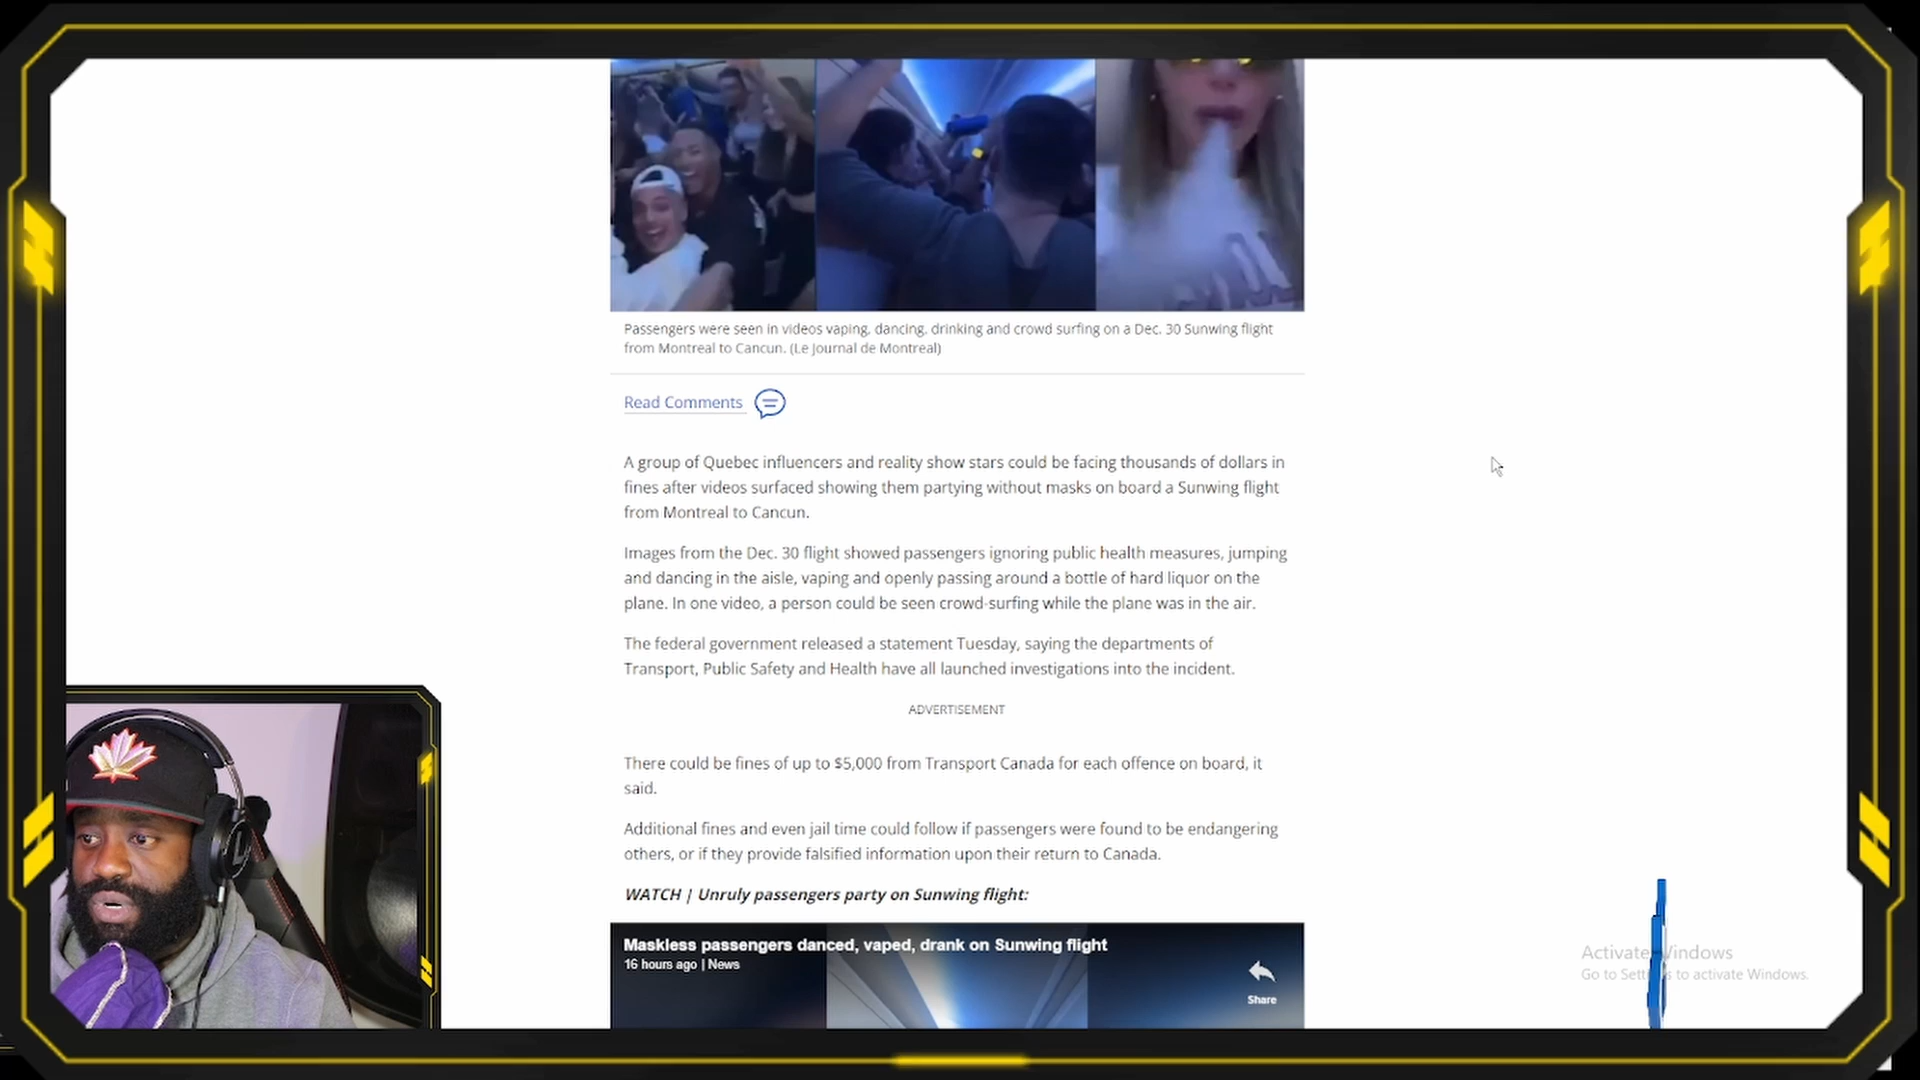 Passengers were seen in videos vaping, dancing, drinking and crowd surfing on a Dec. 30 Sunwing flight
from Montreal to Cancun. (Le Journal de Montreal)
Read Comments
A group of Quebec influencers and reality show stars could be facing thousands of dollars in
fines after videos surfaced showing them partying without masks on board a Sunwing flight
from Montreal to Cancun.
Images from the Dec. 30 flight showed passengers ignoring public health measures, jumping
and dancing in the aisle, vaping and openly passing around a bottle of hard liquor on the
plane. In one video, a person could be seen crowd-surfing while the plane was in the air.
The federal government released a statement Tuesday, saying the departments of
Transport, Public Safety and Health have all launched investigations into the incident.
ADVERTISEMENT
There could be fines of up to $5,000 from Transport Canada for each offence on board, it
said.
Additional fines and even jail time could follow if passengers were found to be endangering
others, or if they provide falsified information upon their return to Canada.
WATCH | Unruly passengers party on Sunwing flight:
Maskless passengers danced, vaped, drank on Sunwing flight
16 hours ago | News
Share
Activate Windows
Go to Settings to activate Windows.